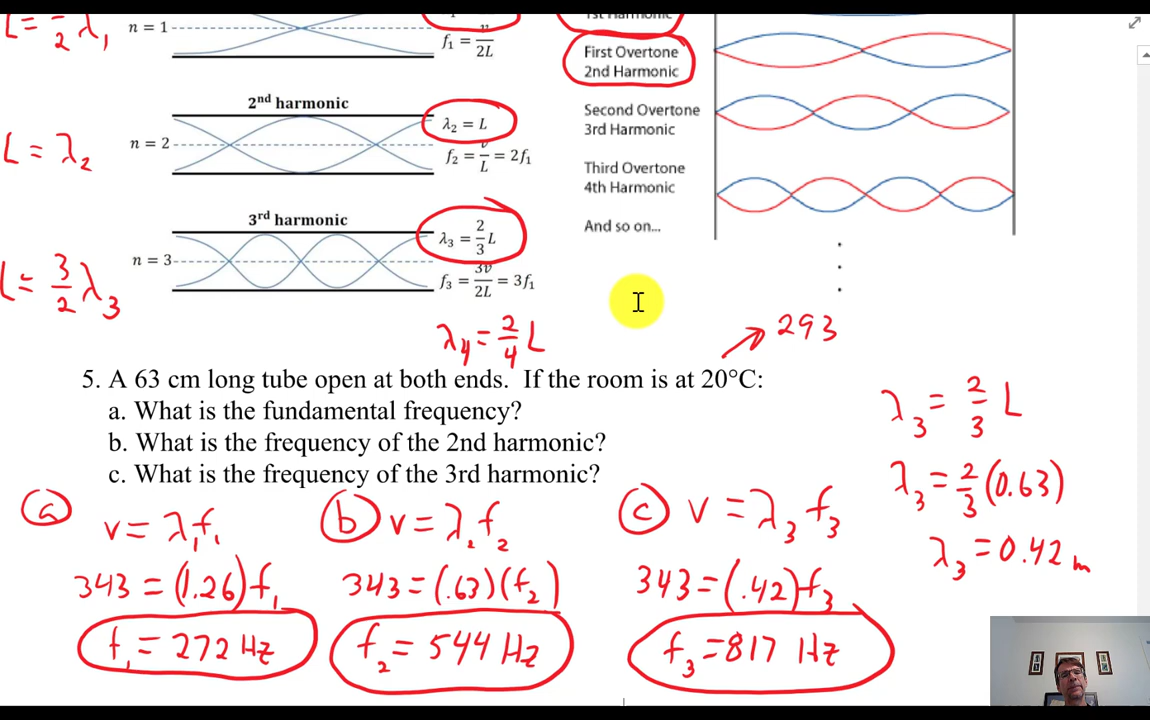 L = /2 λ₁
n = 1
f₁ = v/2L
1st Harmonic
First Overtone
2nd Harmonic
2nd harmonic
L = λ₂
n = 2
λ₂ = L
f₂ = v/L = 2f₁
Second Overtone
3rd Harmonic
Third Overtone
4th Harmonic
3rd harmonic
L = 3/2 λ₃
n = 3
λ₃ = 2/3 L
f₃ = 3v/2L = 3f₁
And so on...
λ₄ = 2/4 L
293
5. A 63 cm long tube open at both ends. If the room is at 20°C:
a. What is the fundamental frequency?
b. What is the frequency of the 2nd harmonic?
c. What is the frequency of the 3rd harmonic?
λ₃ = 2/3 L
λ₃ = 2/3 (0.63)
λ₃ = 0.42 m
a
v = λ₁f₁
343 = (1.26)f₁
f₁ = 272 Hz
b v = λ₂f₂
343 = (.63)(f₂)
f₂ = 544 Hz
c v = λ₃f₃
343 = (.42)f₃
f₃ = 817 Hz